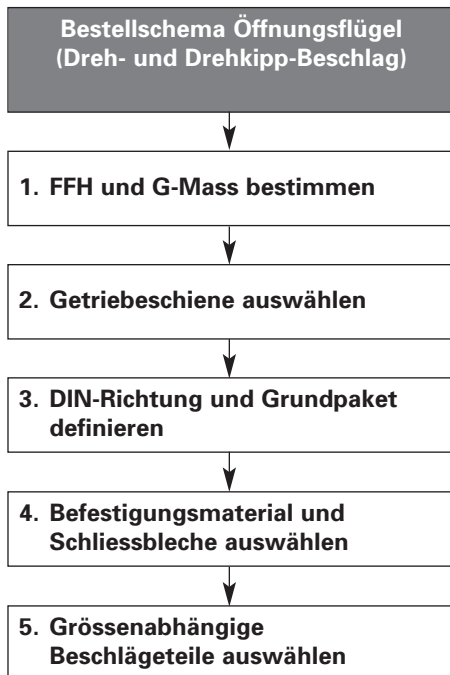 Bestellschema Öffnungsflügel
(Dreh- und Drehkipp-Beschlag)
1. FFH und G-Mass bestimmen
2. Getriebeschiene auswählen
3. DIN-Richtung und Grundpaket
definieren
4. Befestigungsmaterial und
Schliessbleche auswählen
5. Grössenabhängige
Beschlägeteile auswählen